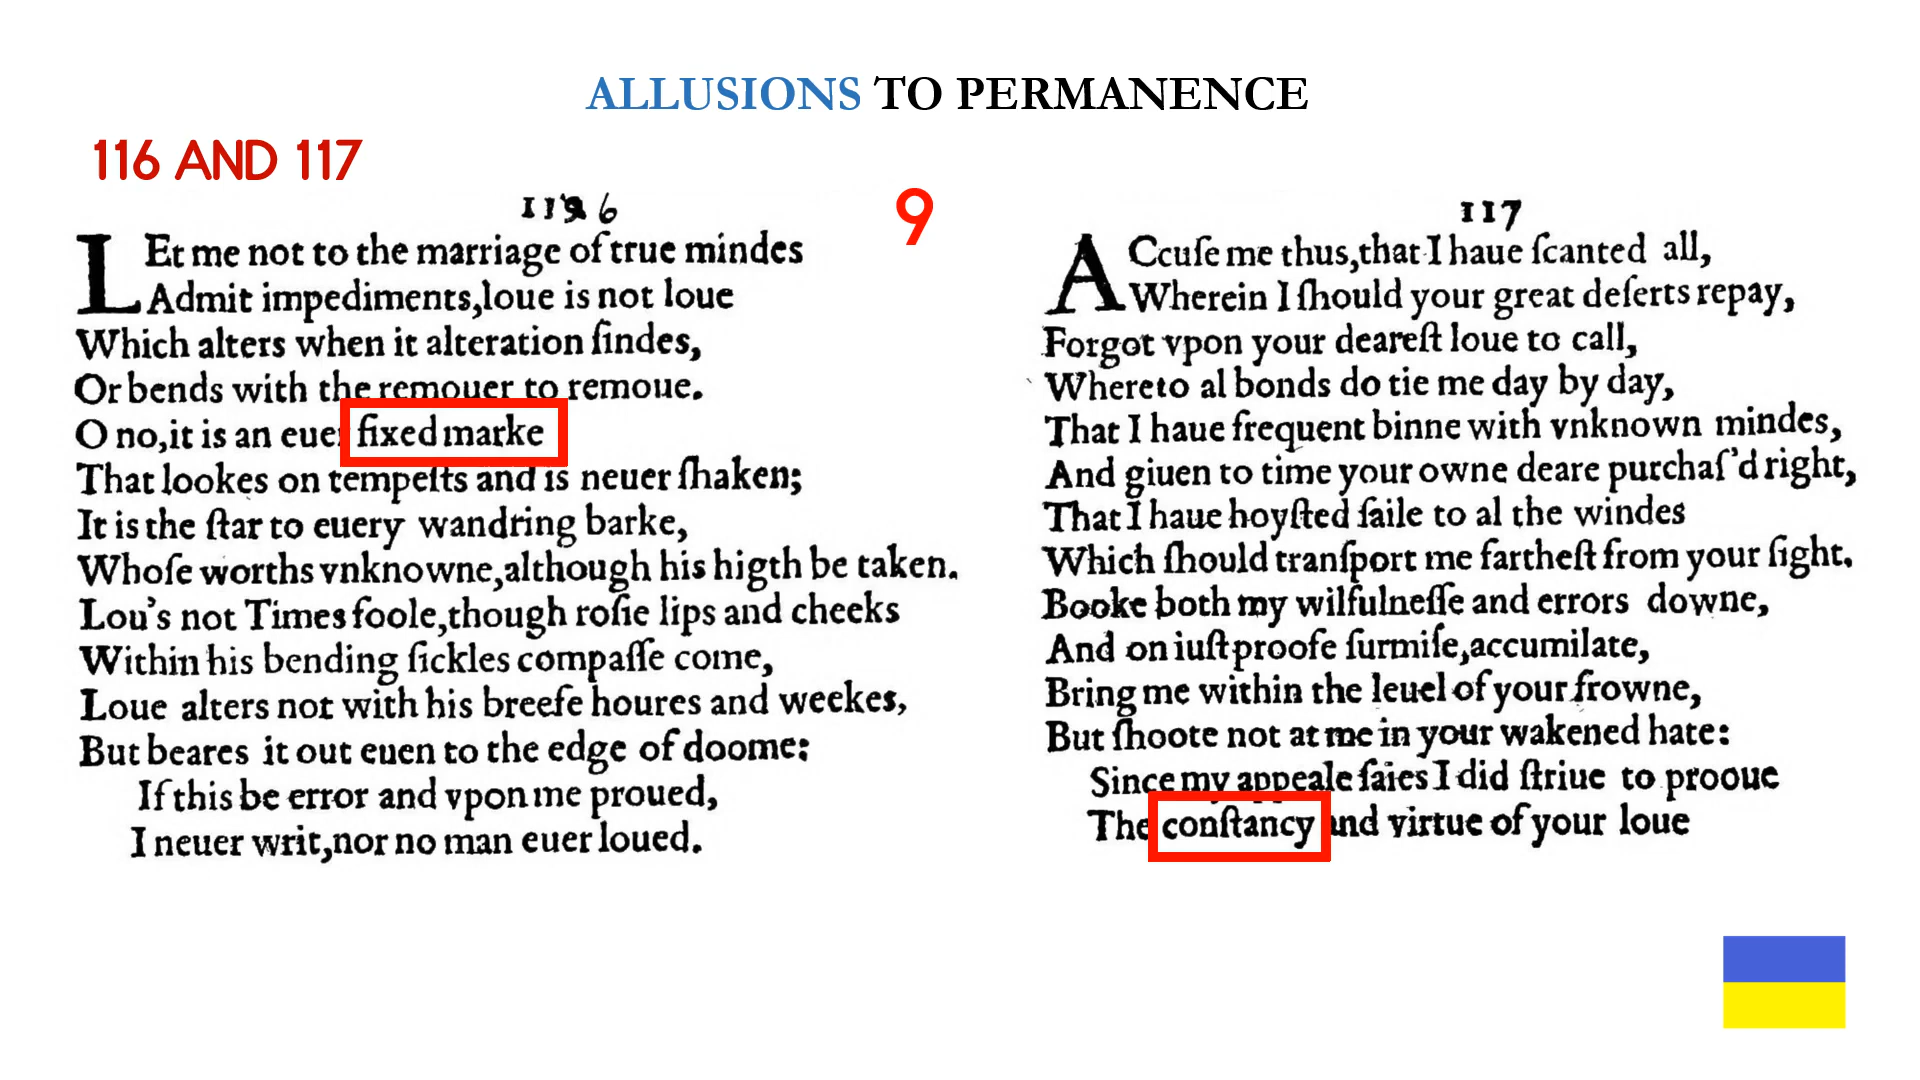 ALLUSIONS TO PERMANENCE
116 AND 117
9
116
LEt me not to the marriage of true mindes
Admit impediments,loue is not loue
Which alters when it alteration findes,
Or bends with the remouer to remoue.
O no,it is an euer fixed marke
That lookes on tempeſts and is neuer ſhaken;
It is the ſtar to euery wandring barke,
Whoſe worths vnknowne,although his higth be taken.
Lou's not Times foole,though roſie lips and cheeks
Within his bending ſickles compaſſe come,
Loue alters not with his breefe houres and weekes,
But beares it out euen to the edge of doome:
If this be error and vpon me proued,
I neuer writ,nor no man euer loued.
117
ACcuſe me thus,that I haue ſcanted all,
Wherein I ſhould your great deſerts repay,
Forgot vpon your deareſt loue to call,
Whereto al bonds do tie me day by day,
That I haue frequent binne with vnknown mindes,
And giuen to time your owne deare purchaſ'd right,
That I haue hoyſted ſaile to al the windes
Which ſhould tranſport me fartheſt from your ſight.
Booke both my wilfulneſſe and errors downe,
And on iuſt proofe ſurmiſe,accumilate,
Bring me within the leuel of your frowne,
But ſhoote not at me in your wakened hate:
Since my appeale ſaies I did ſtriue to prooue
The conſtancy and virtue of your loue